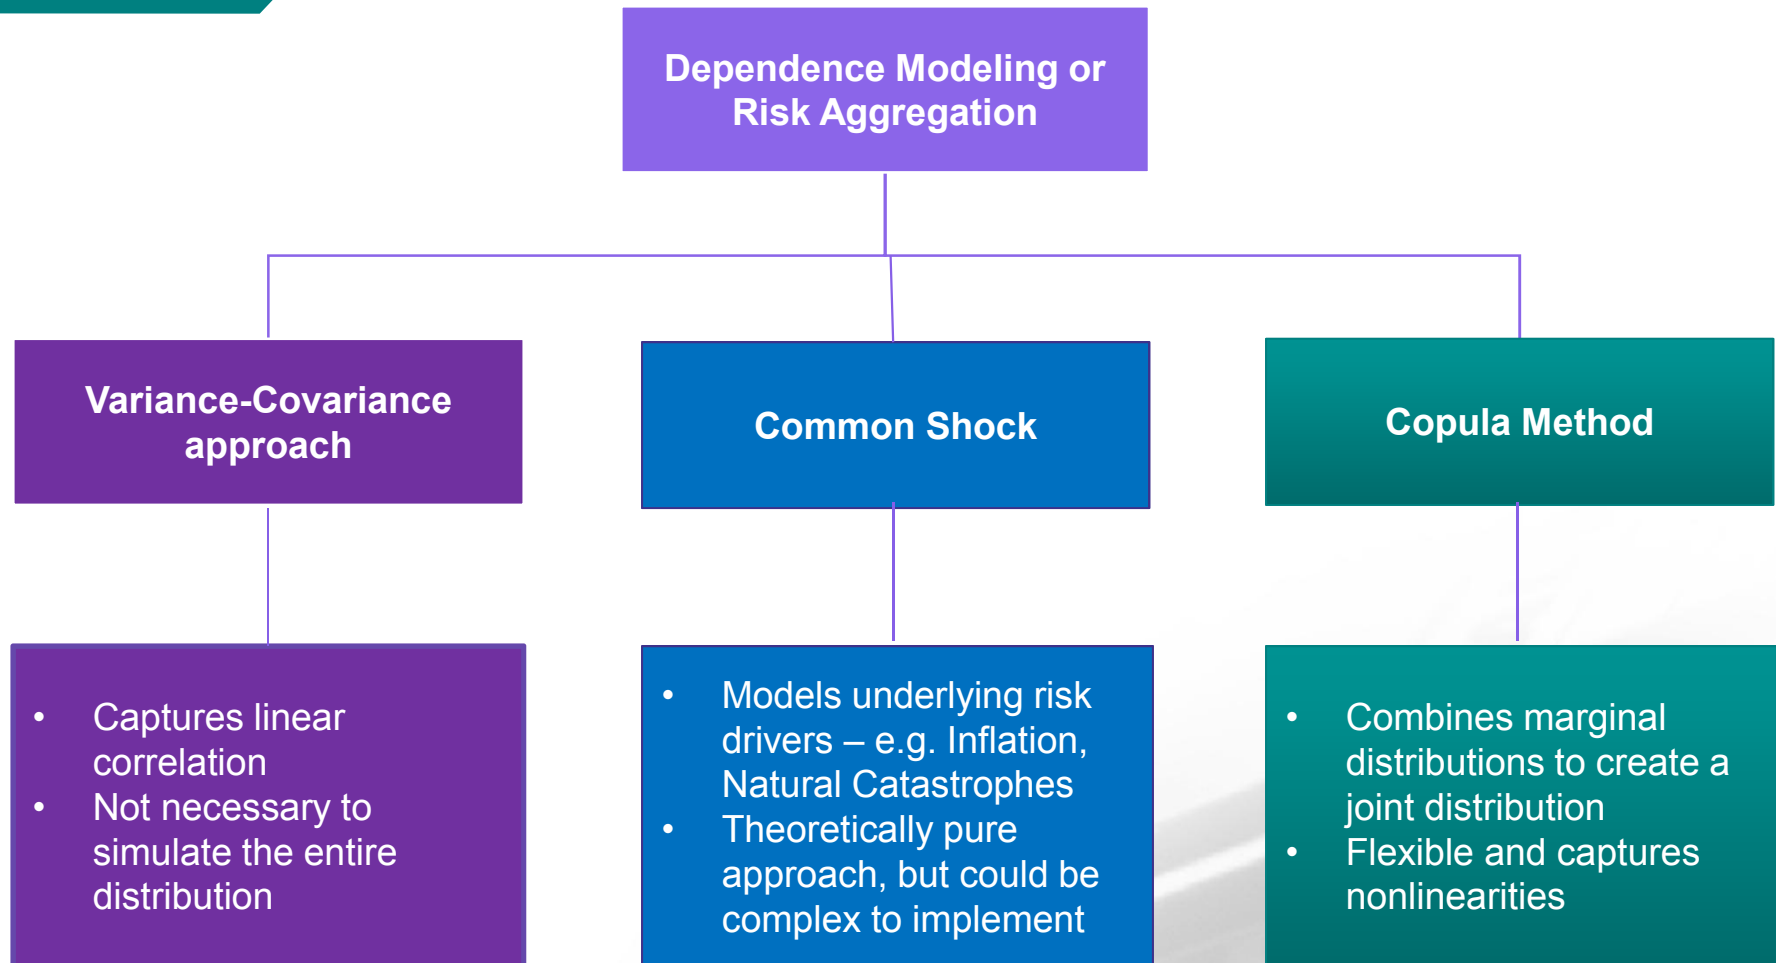 Dependence Modeling or
Risk Aggregation
Variance-Covariance
approach
Common Shock
Copula Method
• Captures linear
correlation
• Not necessary to
simulate the entire
distribution
• Models underlying risk
drivers – e.g. Inflation,
Natural Catastrophes
• Theoretically pure
approach, but could be
complex to implement
• Combines marginal
distributions to create a
joint distribution
• Flexible and captures
nonlinearities